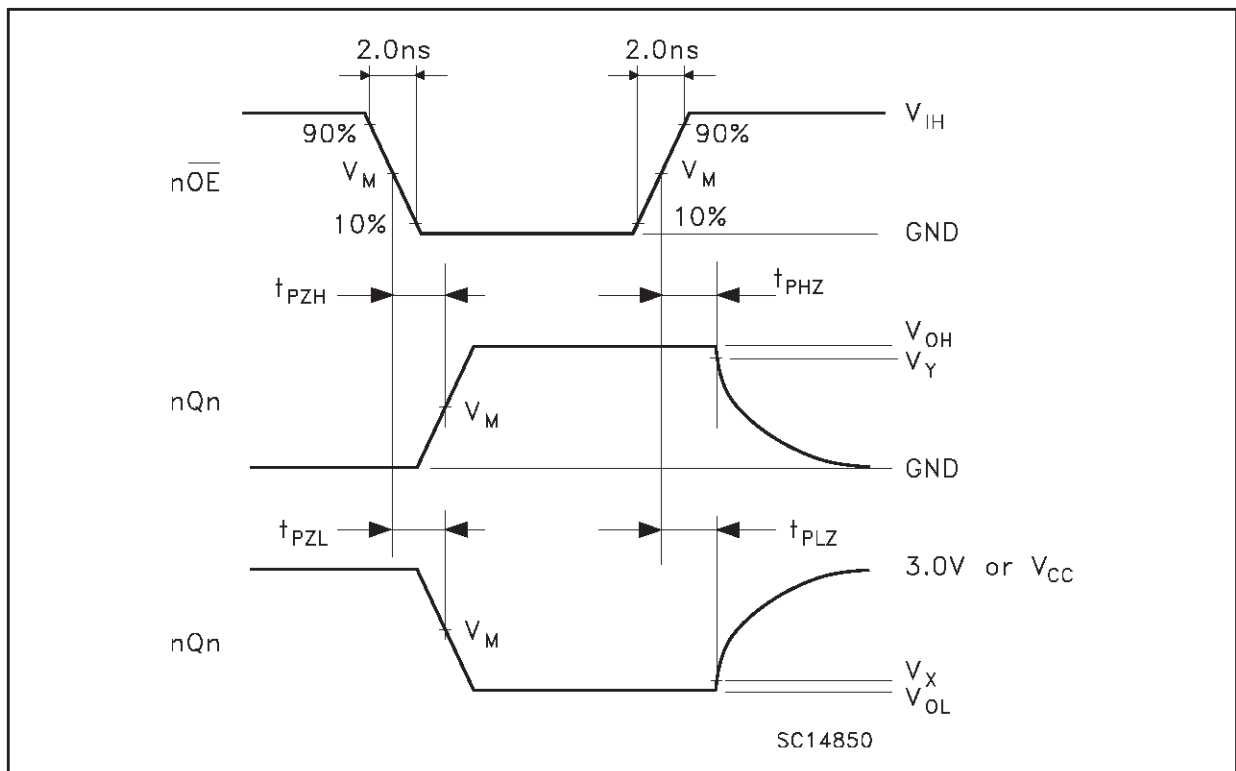 2.0ns 2.0ns
V_IH
90% 90%
nO̅E̅ V_M V_M
10% 10%
GND
t_PZH t_PHZ
V_OH
V_Y
nQn V_M
GND
t_PZL t_PLZ
3.0V or V_CC
nQn V_M
V_X
V_OL
SC14850